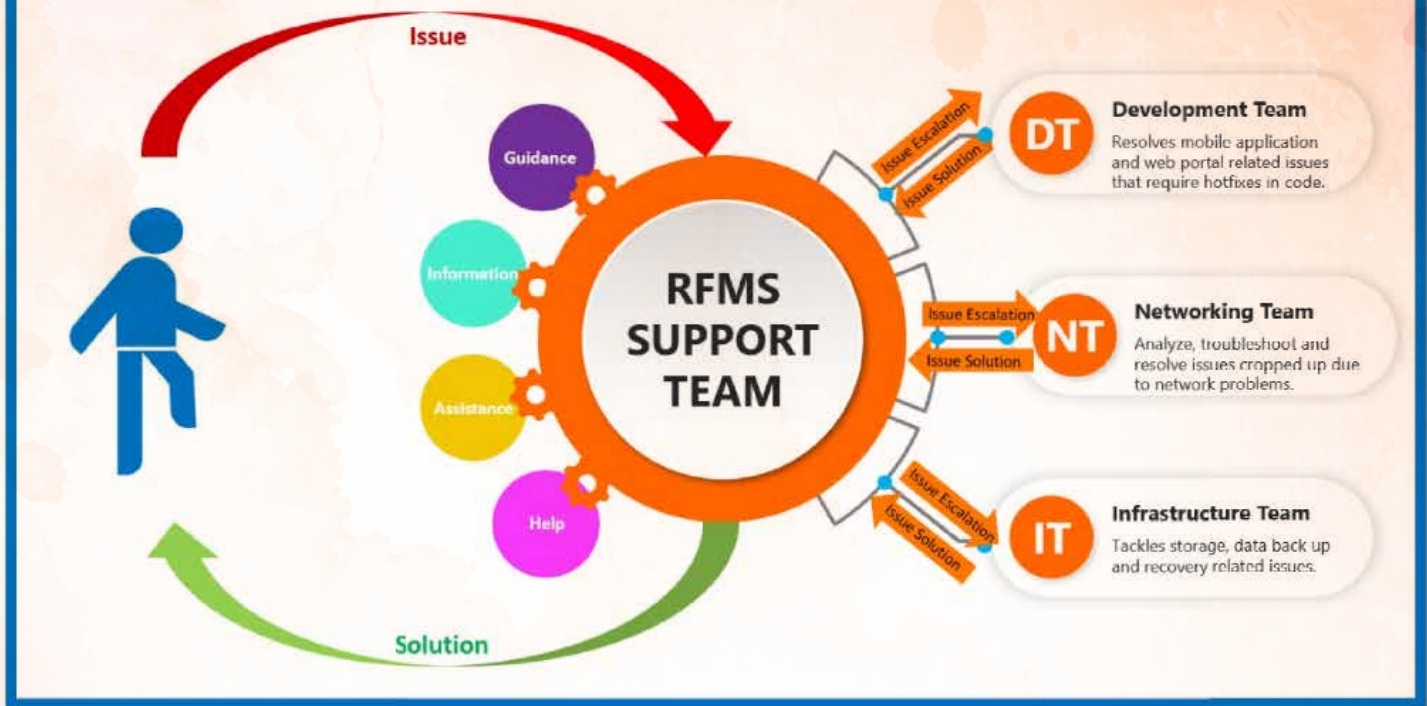 Issue
Guidance
Information
Assistance
Help
RFMS
SUPPORT
TEAM
Solution
Issue Escalation
Issue Solution
DT
Development Team
Resolves mobile application
and web portal related issues
that require hotfixes in code.
Issue Escalation
Issue Solution
NT
Networking Team
Analyze, troubleshoot and
resolve issues cropped up due
to network problems.
Issue Escalation
Issue Solution
IT
Infrastructure Team
Tackles storage, data back up
and recovery related issues.